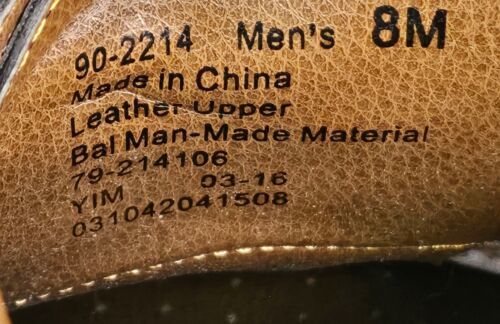 90-2214 Men's 8M
Made in China
Leather Upper
Bal Man-Made Material
79-214106
YIM 03-16
031042041508